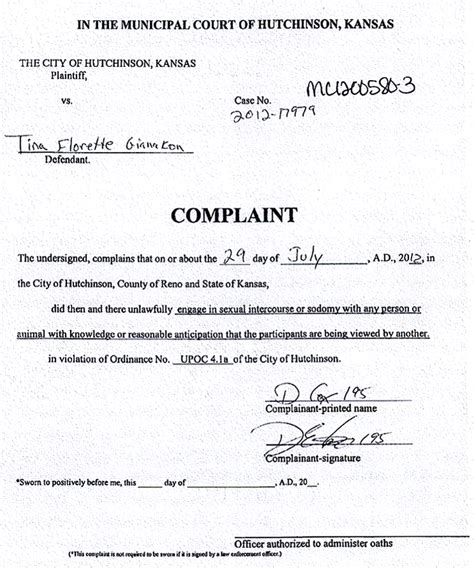 IN THE MUNICIPAL COURT OF HUTCHINSON, KANSAS
THE CITY OF HUTCHINSON, KANSAS
Plaintiff,
vs.
Case No.
MC1200580-3
2012-17979
Tina Florette Gianakon
Defendant.
COMPLAINT
The undersigned, complains that on or about the 29 day of July, A.D., 2012, in
the City of Hutchinson, County of Reno and State of Kansas,
did then and there unlawfully engage in sexual intercourse or sodomy with any person or
animal with knowledge or reasonable anticipation that the participants are being viewed by another.
in violation of Ordinance No. UPOC 4.1a of the City of Hutchinson.
D Cox 195
Complainant-printed name
195
Complainant-signature
*Sworn to positively before me, this ____ day of ____________, A.D., 20__.
Officer authorized to administer oaths
(*This complaint is not required to be sworn if it is signed by a law enforcement officer.)